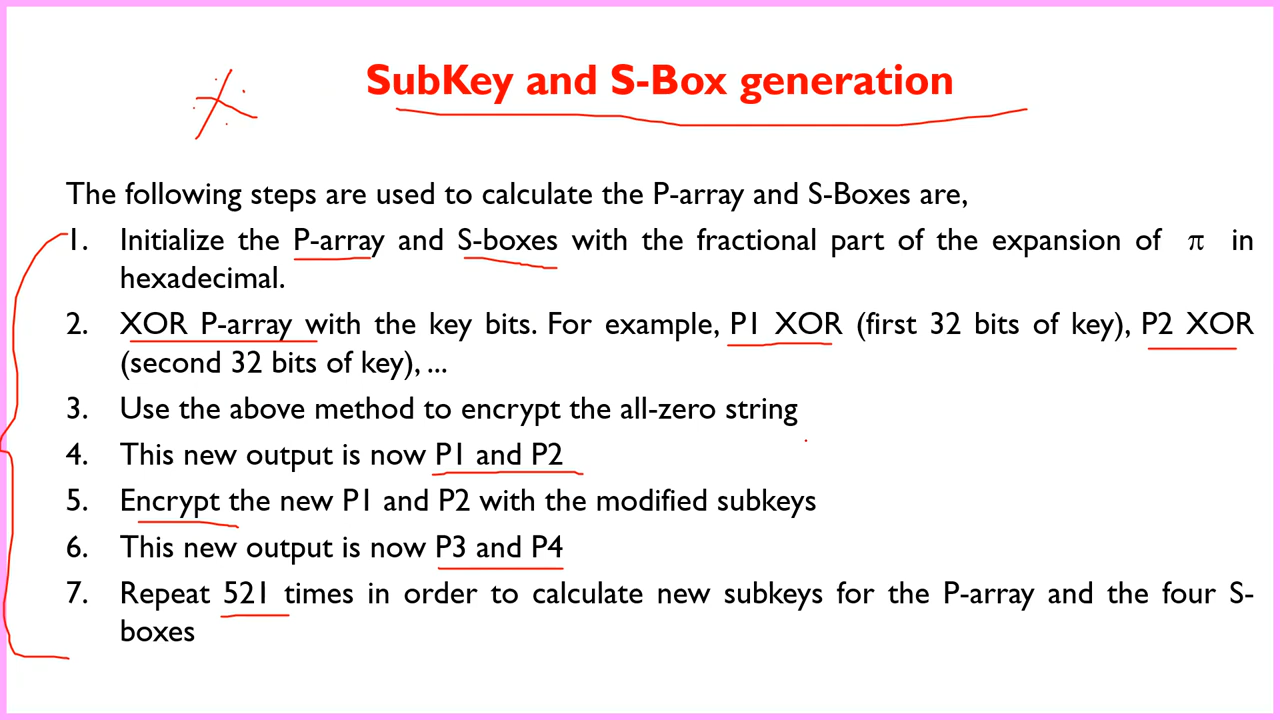 SubKey and S-Box generation
The following steps are used to calculate the P-array and S-Boxes are,
1. Initialize the P-array and S-boxes with the fractional part of the expansion of π in
hexadecimal.
2. XOR P-array with the key bits. For example, P1 XOR (first 32 bits of key), P2 XOR
(second 32 bits of key), ...
3. Use the above method to encrypt the all-zero string
4. This new output is now P1 and P2
5. Encrypt the new P1 and P2 with the modified subkeys
6. This new output is now P3 and P4
7. Repeat 521 times in order to calculate new subkeys for the P-array and the four S-
boxes